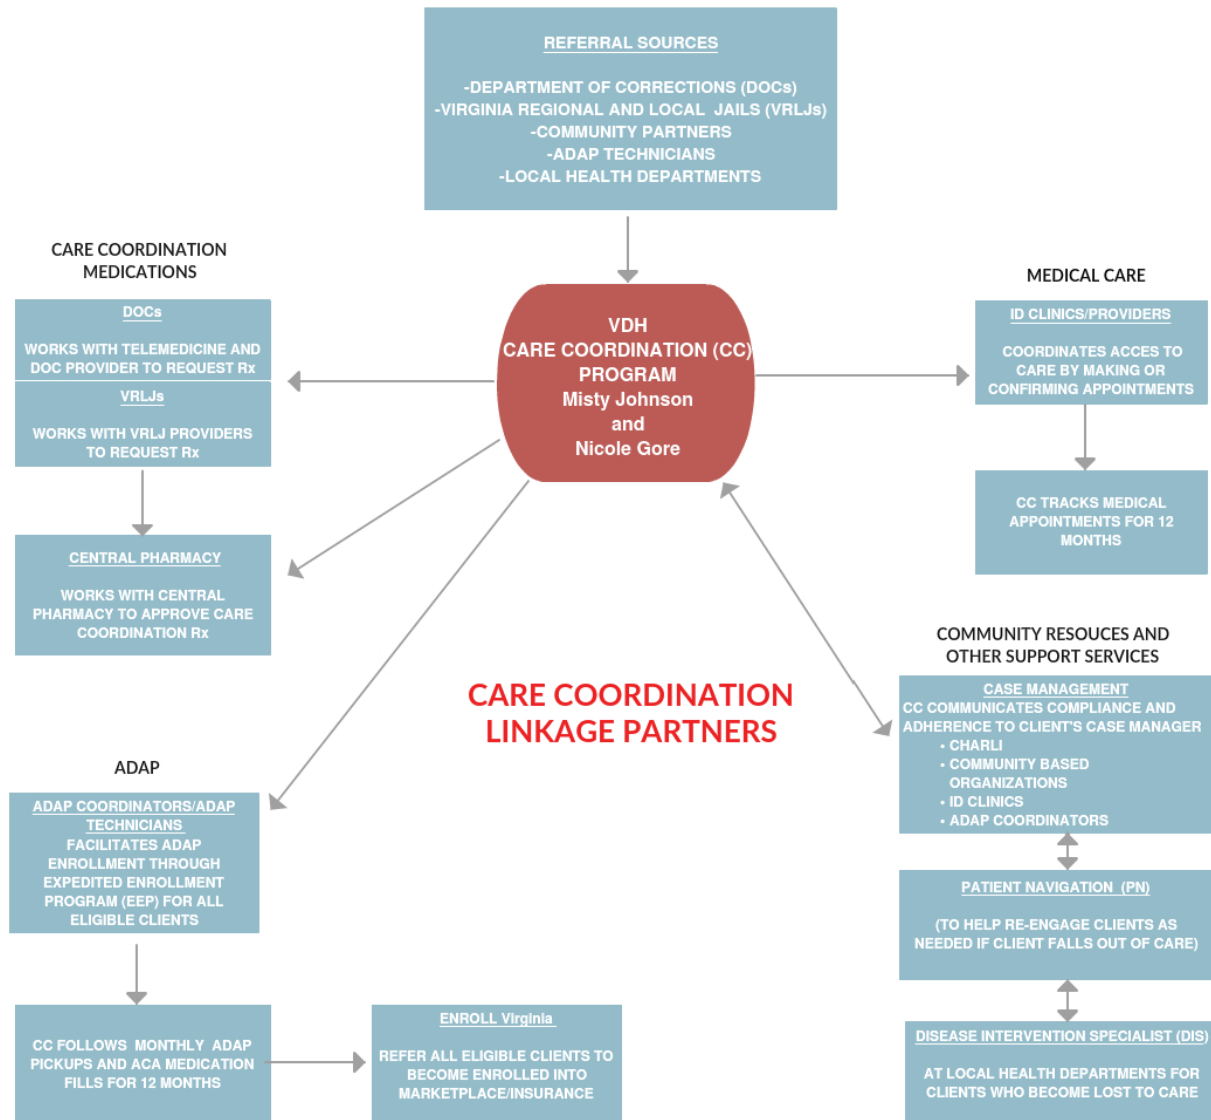 REFERRAL SOURCES
-DEPARTMENT OF CORRECTIONS (DOCs)
-VIRGINIA REGIONAL AND LOCAL JAILS (VRLJs)
-COMMUNITY PARTNERS
-ADAP TECHNICIANS
-LOCAL HEALTH DEPARTMENTS
CARE COORDINATION
MEDICATIONS
DOCs
WORKS WITH TELEMEDICINE AND
DOC PROVIDER TO REQUEST Rx
VRLJs
WORKS WITH VRLJ PROVIDERS
TO REQUEST Rx
CENTRAL PHARMACY
WORKS WITH CENTRAL
PHARMACY TO APPROVE CARE
COORDINATION Rx
VDH
CARE COORDINATION (CC)
PROGRAM
Misty Johnson
and
Nicole Gore
MEDICAL CARE
ID CLINICS/PROVIDERS
COORDINATES ACCES TO
CARE BY MAKING OR
CONFIRMING APPOINTMENTS
CC TRACKS MEDICAL
APPOINTMENTS FOR 12
MONTHS
CARE COORDINATION
LINKAGE PARTNERS
COMMUNITY RESOUCES AND
OTHER SUPPORT SERVICES
CASE MANAGEMENT
CC COMMUNICATES COMPLIANCE AND
ADHERENCE TO CLIENT'S CASE MANAGER
• CHARLI
• COMMUNITY BASED
ORGANIZATIONS
• ID CLINICS
• ADAP COORDINATORS
PATIENT NAVIGATION (PN)
(TO HELP RE-ENGAGE CLIENTS AS
NEEDED IF CLIENT FALLS OUT OF CARE)
DISEASE INTERVENTION SPECIALIST (DIS)
AT LOCAL HEALTH DEPARTMENTS FOR
CLIENTS WHO BECOME LOST TO CARE
ADAP
ADAP COORDINATORS/ADAP
TECHNICIANS
FACILITATES ADAP
ENROLLMENT THROUGH
EXPEDITED ENROLLMENT
PROGRAM (EEP) FOR ALL
ELIGIBLE CLIENTS
CC FOLLOWS MONTHLY ADAP
PICKUPS AND ACA MEDICATION
FILLS FOR 12 MONTHS
ENROLL Virginia
REFER ALL ELIGIBLE CLIENTS TO
BECOME ENROLLED INTO
MARKETPLACE/INSURANCE